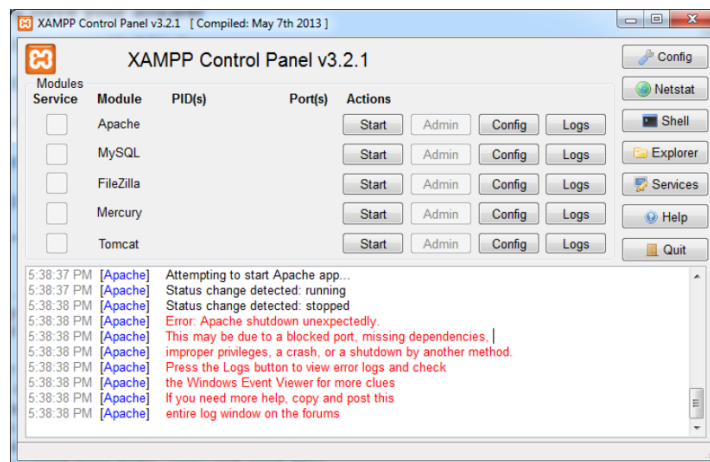 XAMPP Control Panel v3.2.1 [ Compiled: May 7th 2013 ]
XAMPP Control Panel v3.2.1
Config
Modules
Service Module PID(s) Port(s) Actions
Netstat
Apache Start Admin Config Logs
Shell
MySQL Start Admin Config Logs
Explorer
FileZilla Start Admin Config Logs
Services
Mercury Start Admin Config Logs
Help
Tomcat Start Admin Config Logs
Quit
5:38:37 PM [Apache] Attempting to start Apache app...
5:38:37 PM [Apache] Status change detected: running
5:38:38 PM [Apache] Status change detected: stopped
5:38:38 PM [Apache] Error: Apache shutdown unexpectedly.
5:38:38 PM [Apache] This may be due to a blocked port, missing dependencies,
5:38:38 PM [Apache] improper privileges, a crash, or a shutdown by another method.
5:38:38 PM [Apache] Press the Logs button to view error logs and check
5:38:38 PM [Apache] the Windows Event Viewer for more clues
5:38:38 PM [Apache] If you need more help, copy and post this
5:38:38 PM [Apache] entire log window on the forums